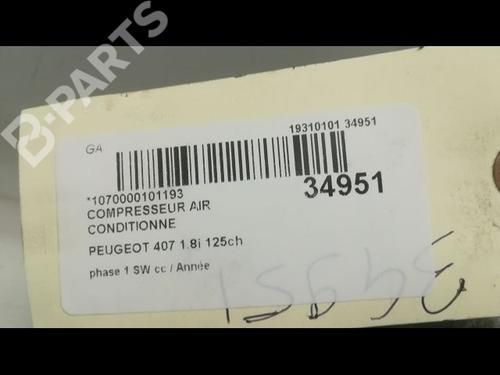 B-PARTS
GA
19310101 34951
*1070000101193
34951
COMPRESSEUR AIR
CONDITIONNE
PEUGEOT 407 1.8i 125ch
phase 1 SW cc / Année
34951